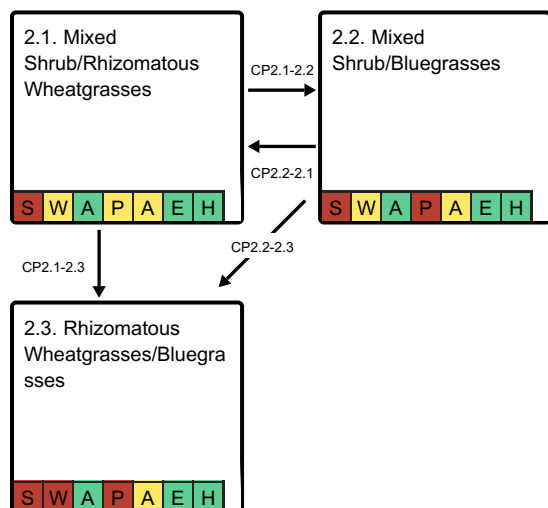 2.1. Mixed
Shrub/Rhizomatous
Wheatgrasses
S W A P A E H
CP2.1-2.2
CP2.2-2.1
2.2. Mixed
Shrub/Bluegrasses
S W A P A E H
CP2.1-2.3
CP2.2-2.3
2.3. Rhizomatous
Wheatgrasses/Bluegra
sses
S W A P A E H